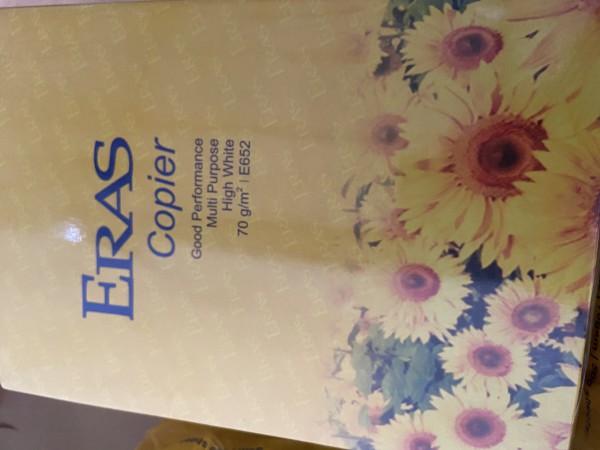 ERAS
Copier
Good Performance
Multi Purpose
High White
70 g/m² | E652